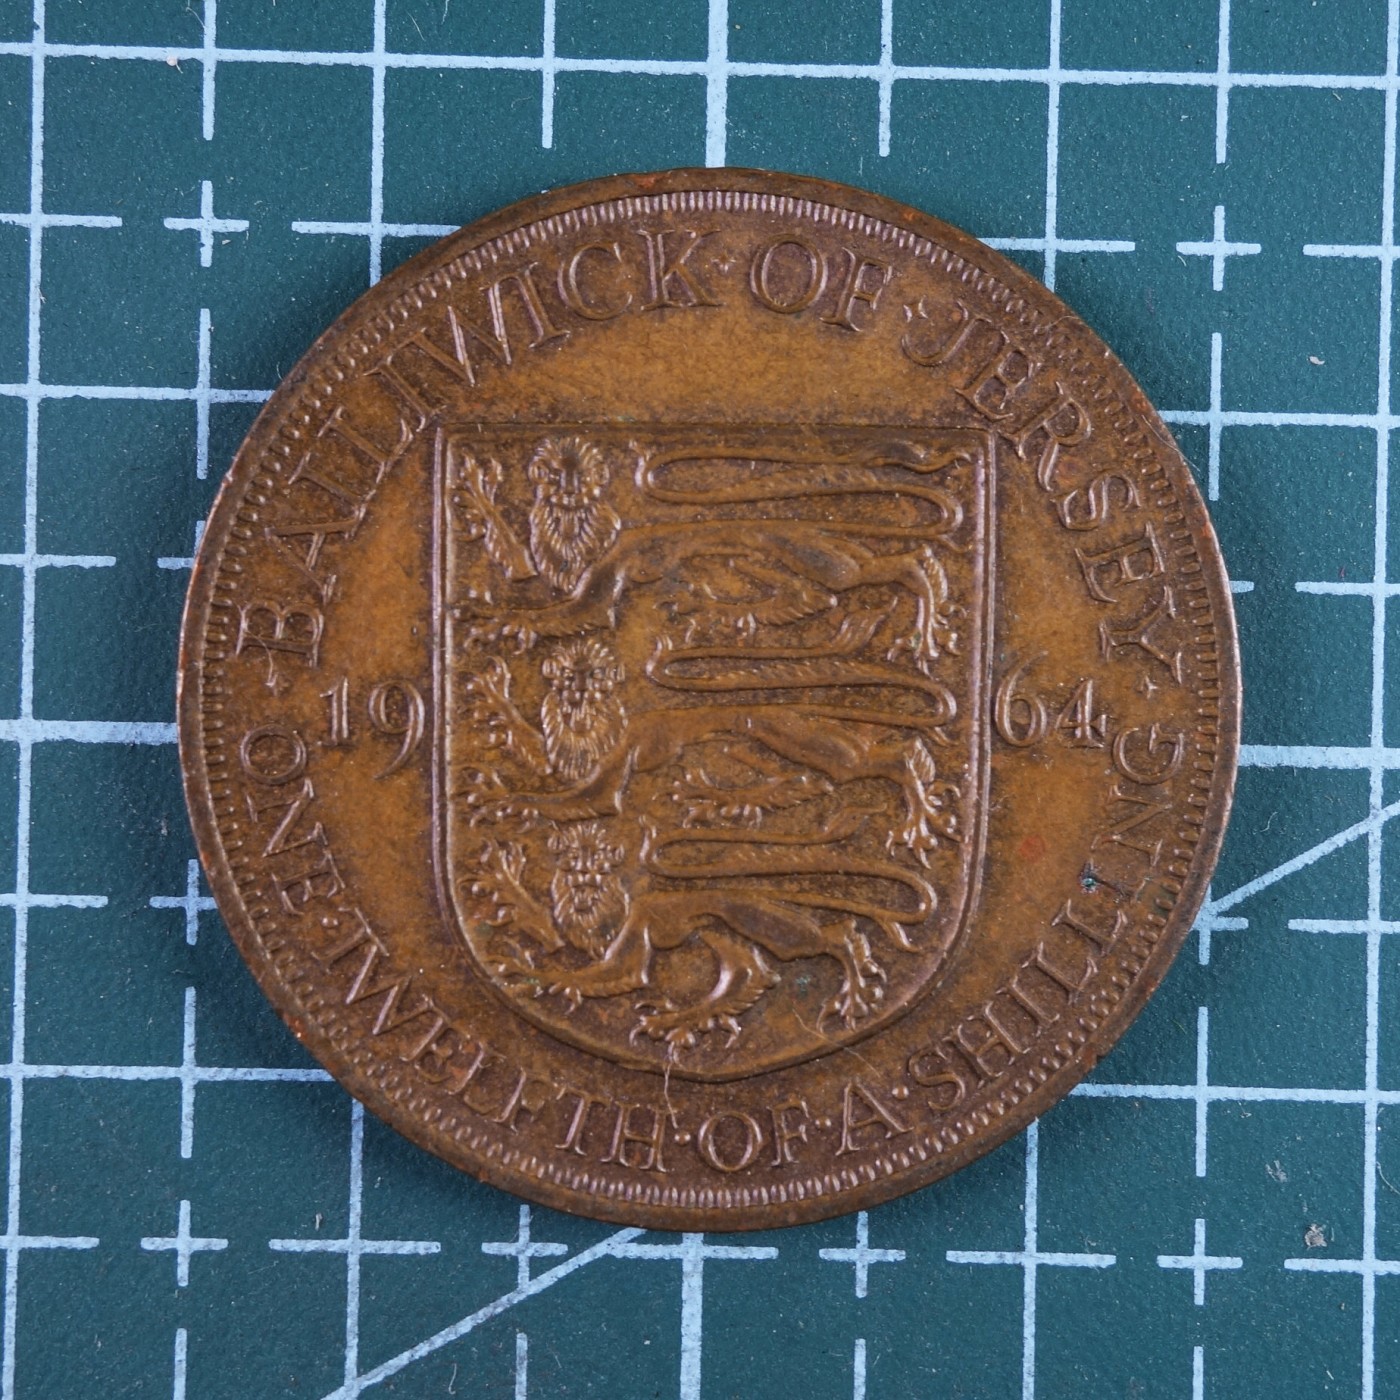 BAILIWICK·OF·JERSEY
19 64
ONE·TWELFTH·OF·A·SHILLING